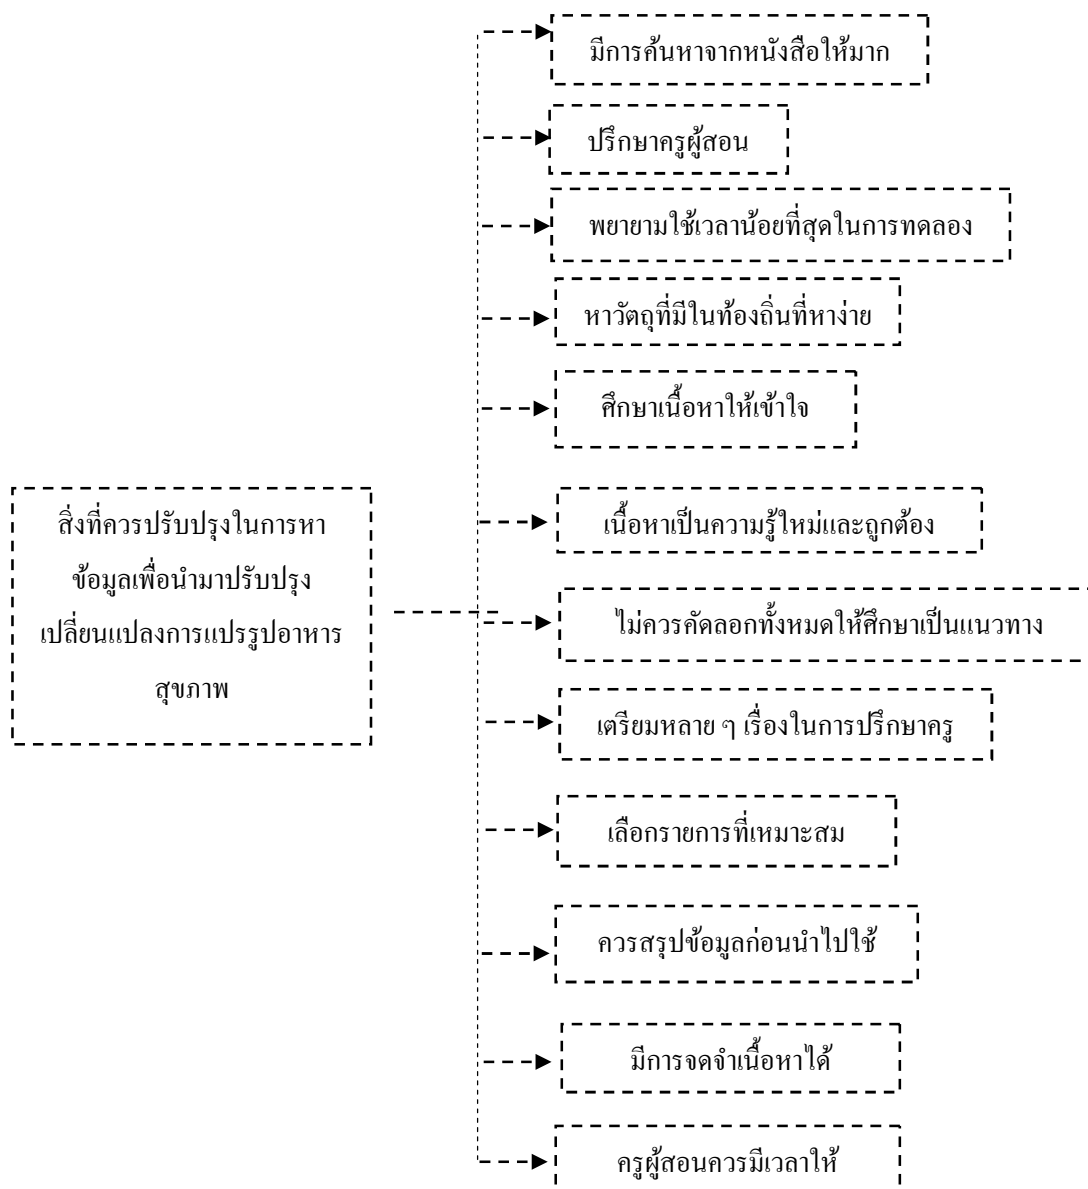 มีการค้นหาจากหนังสือให้มาก
ปรึกษาครูผู้สอน
พยายามใช้เวลาน้อยที่สุดในการทดลอง
หาวัตถุที่มีในท้องถิ่นที่หาง่าย
ศึกษาเนื้อหาให้เข้าใจ
สิ่งที่ควรปรับปรุงในการหา
ข้อมูลเพื่อนำมาปรับปรุง
เปลี่ยนแปลงการแปรรูปอาหาร
สุขภาพ
เนื้อหาเป็นความรู้ใหม่และถูกต้อง
ไม่ควรคัดลอกทั้งหมดให้ศึกษาเป็นแนวทาง
เตรียมหลาย ๆ เรื่องในการปรึกษาครู
เลือกรายการที่เหมาะสม
ควรสรุปข้อมูลก่อนนำไปใช้
มีการจดจำเนื้อหาได้
ครูผู้สอนควรมีเวลาให้